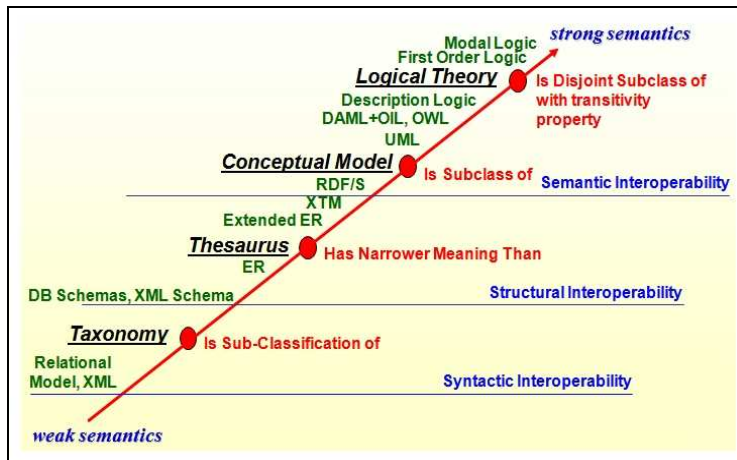 strong semantics
Modal Logic
First Order Logic
Logical Theory
Is Disjoint Subclass of
with transitivity
property
Description Logic
DAML+OIL, OWL
UML
Conceptual Model
Is Subclass of
RDF/S
Semantic Interoperability
XTM
Extended ER
Thesaurus
Has Narrower Meaning Than
ER
DB Schemas, XML Schema
Structural Interoperability
Taxonomy
Is Sub-Classification of
Relational
Model, XML
Syntactic Interoperability
weak semantics